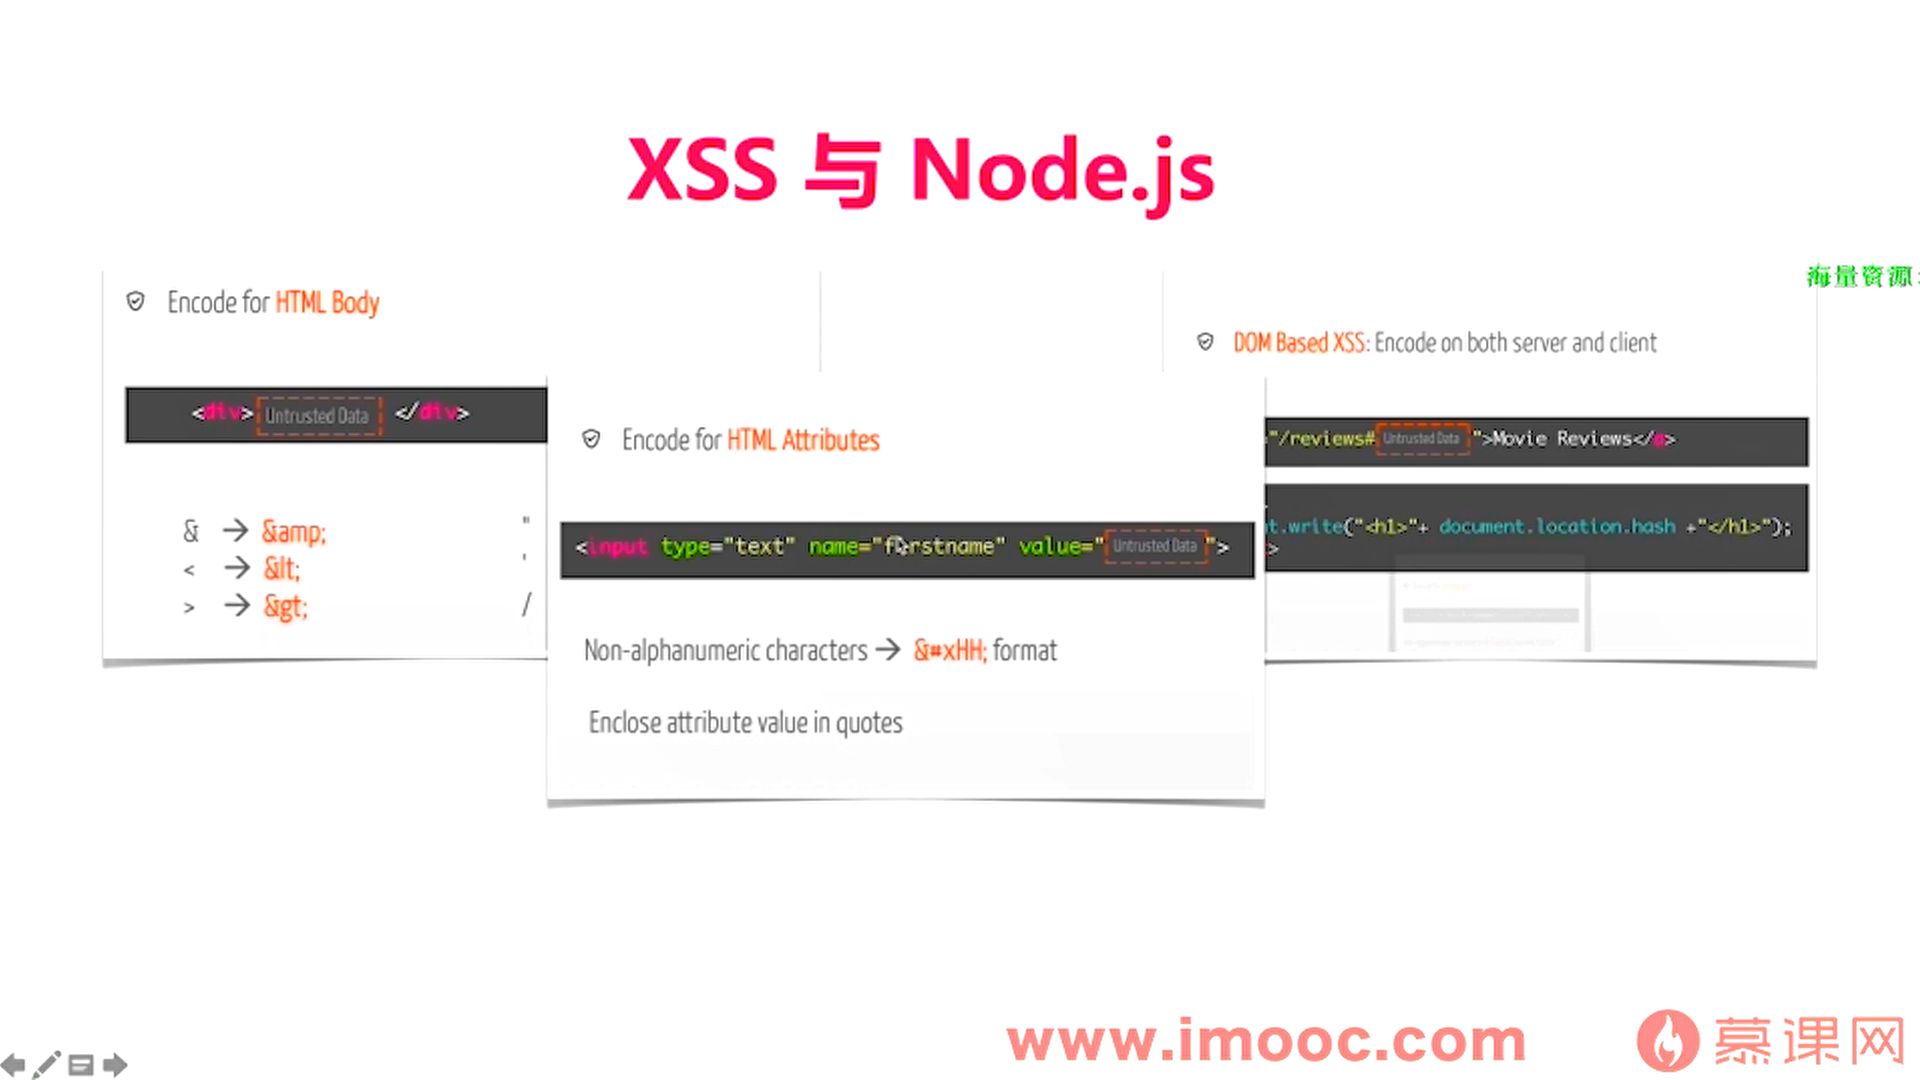 XSS 与 Node.js
海量资源
Encode for HTML Body
<div> Untrusted Data </div>
& → &amp; "
< → &lt; '
> → &gt; /
Encode for HTML Attributes
<input type="text" name="firstname" value=" Untrusted Data ">
Non-alphanumeric characters → &#xHH; format
Enclose attribute value in quotes
DOM Based XSS: Encode on both server and client
"/reviews# Untrusted Data ">Movie Reviews</a>
t.write("<h1>"+ document.location.hash +"</h1>");
>
www.imooc.com
慕课网